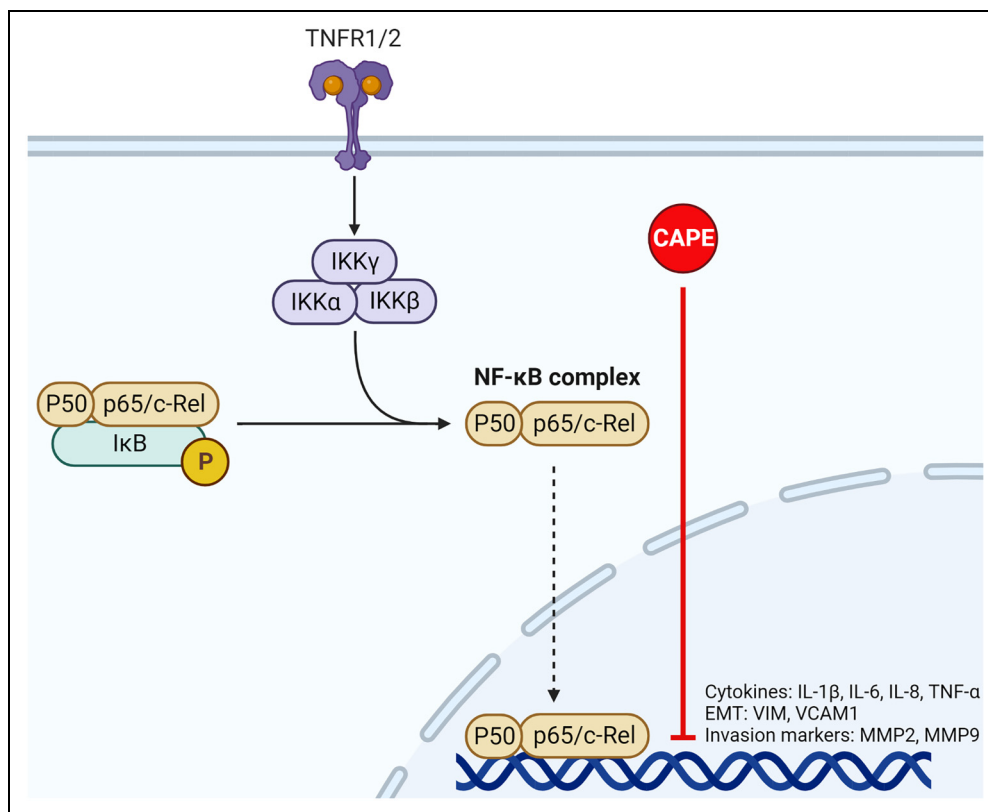 TNFR1/2
CAPE
IKKγ
IKKα
IKKβ
NF-κB complex
P50
p65/c-Rel
IκB
P
P50
p65/c-Rel
Cytokines: IL-1β, IL-6, IL-8, TNF-α
EMT: VIM, VCAM1
Invasion markers: MMP2, MMP9
P50
p65/c-Rel